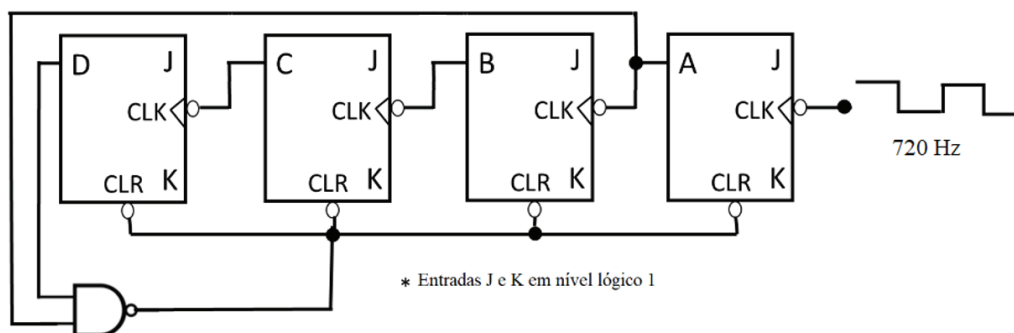 D J CLK CLR K
C J CLK CLR K
B J CLK CLR K
A J CLK CLR K
720 Hz
* Entradas J e K em nível lógico 1